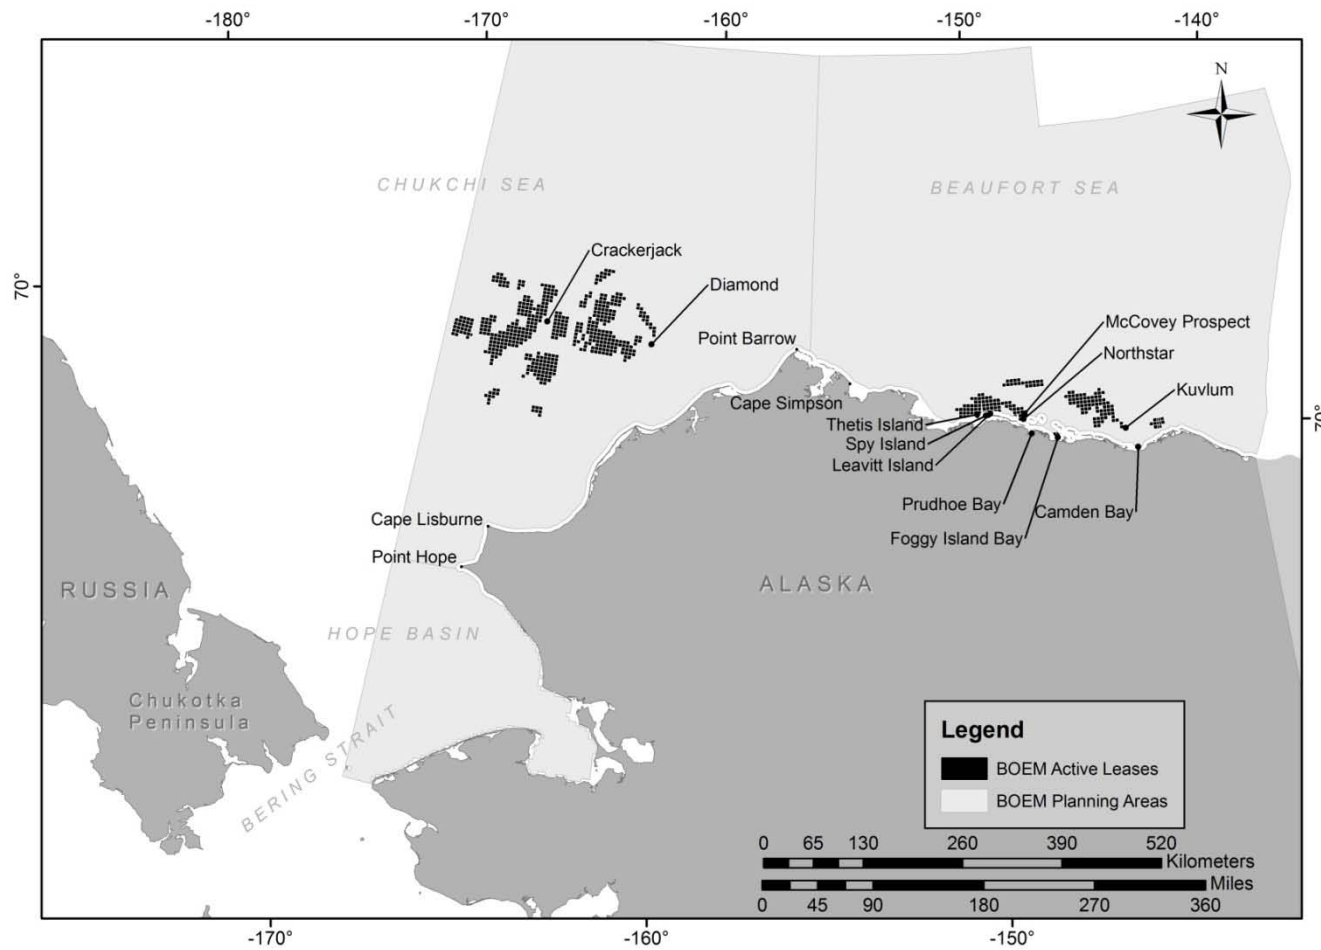 -180°
-170°
-160°
-150°
-140°
N
CHUKCHI SEA
BEAUFORT SEA
Crackerjack
Diamond
70°
McCovey Prospect
Point Barrow
Northstar
Kuvlum
Cape Simpson
70°
Thetis Island
Spy Island
Leavitt Island
Prudhoe Bay
Camden Bay
Cape Lisburne
Foggy Island Bay
Point Hope
RUSSIA
ALASKA
HOPE BASIN
Chukotka
Peninsula
BERING STRAIT
Legend
BOEM Active Leases
BOEM Planning Areas
0 65 130 260 390 520
Kilometers
Miles
0 45 90 180 270 360
-170°
-160°
-150°